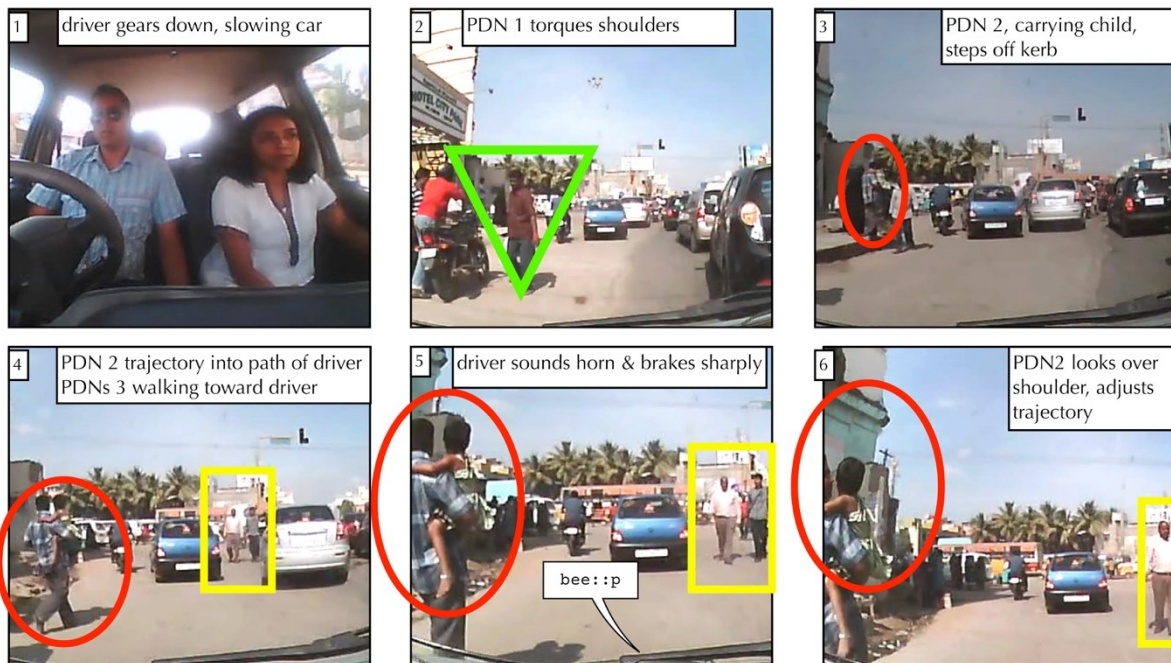 1
driver gears down, slowing car
2
PDN 1 torques shoulders
HOTEL CITY
3
PDN 2, carrying child,
steps off kerb
4
PDN 2 trajectory into path of driver
PDNs 3 walking toward driver
5
driver sounds horn & brakes sharply
bee::p
6
PDN2 looks over
shoulder, adjusts
trajectory